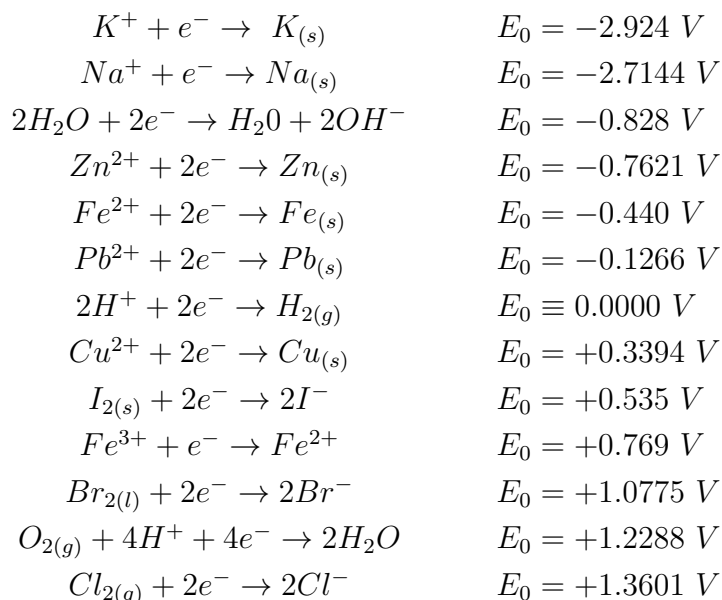 K⁺ + e⁻ → K₍ₛ₎ E₀ = −2.924 V
Na⁺ + e⁻ → Na₍ₛ₎ E₀ = −2.7144 V
2H₂O + 2e⁻ → H₂0 + 2OH⁻ E₀ = −0.828 V
Zn²⁺ + 2e⁻ → Zn₍ₛ₎ E₀ = −0.7621 V
Fe²⁺ + 2e⁻ → Fe₍ₛ₎ E₀ = −0.440 V
Pb²⁺ + 2e⁻ → Pb₍ₛ₎ E₀ = −0.1266 V
2H⁺ + 2e⁻ → H₂(g) E₀ ≡ 0.0000 V
Cu²⁺ + 2e⁻ → Cu₍ₛ₎ E₀ = +0.3394 V
I₂₍ₛ₎ + 2e⁻ → 2I⁻ E₀ = +0.535 V
Fe³⁺ + e⁻ → Fe²⁺ E₀ = +0.769 V
Br₂₍ₗ₎ + 2e⁻ → 2Br⁻ E₀ = +1.0775 V
O₂(g) + 4H⁺ + 4e⁻ → 2H₂O E₀ = +1.2288 V
Cl₂(g) + 2e⁻ → 2Cl⁻ E₀ = +1.3601 V